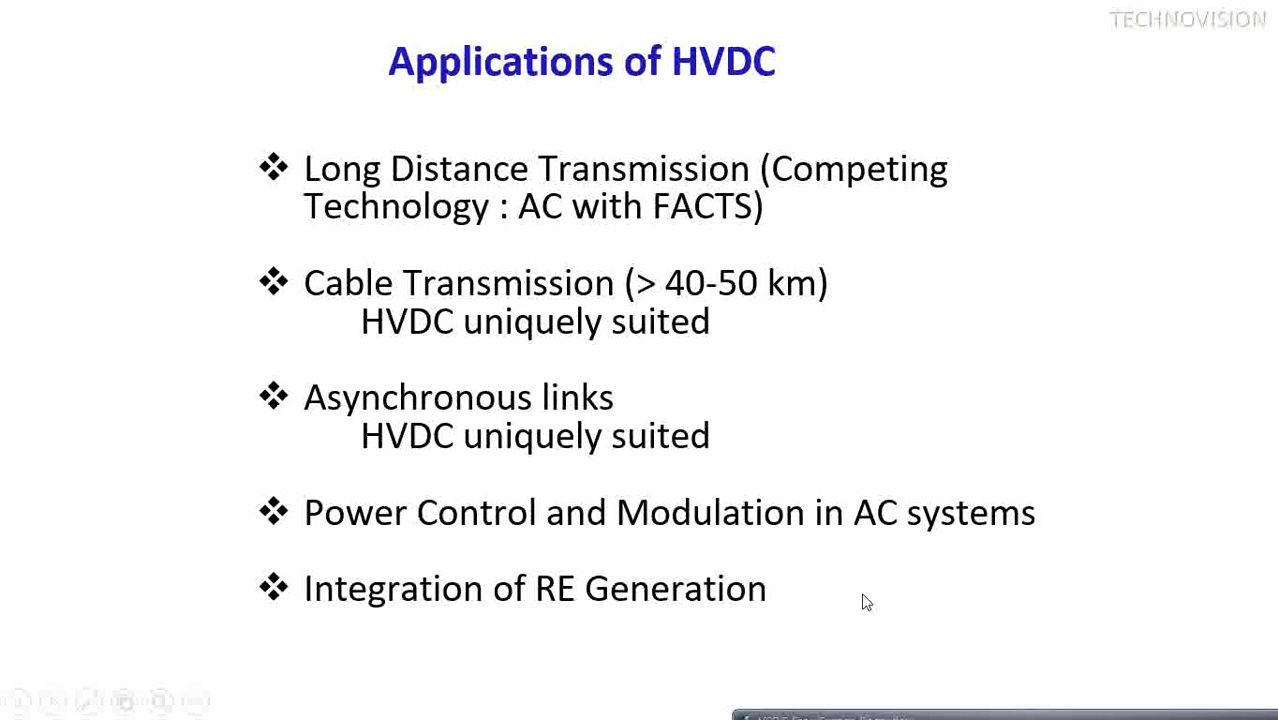 TECHNOVISION
Applications of HVDC
❖ Long Distance Transmission (Competing
Technology : AC with FACTS)
❖ Cable Transmission (> 40-50 km)
HVDC uniquely suited
❖ Asynchronous links
HVDC uniquely suited
❖ Power Control and Modulation in AC systems
❖ Integration of RE Generation